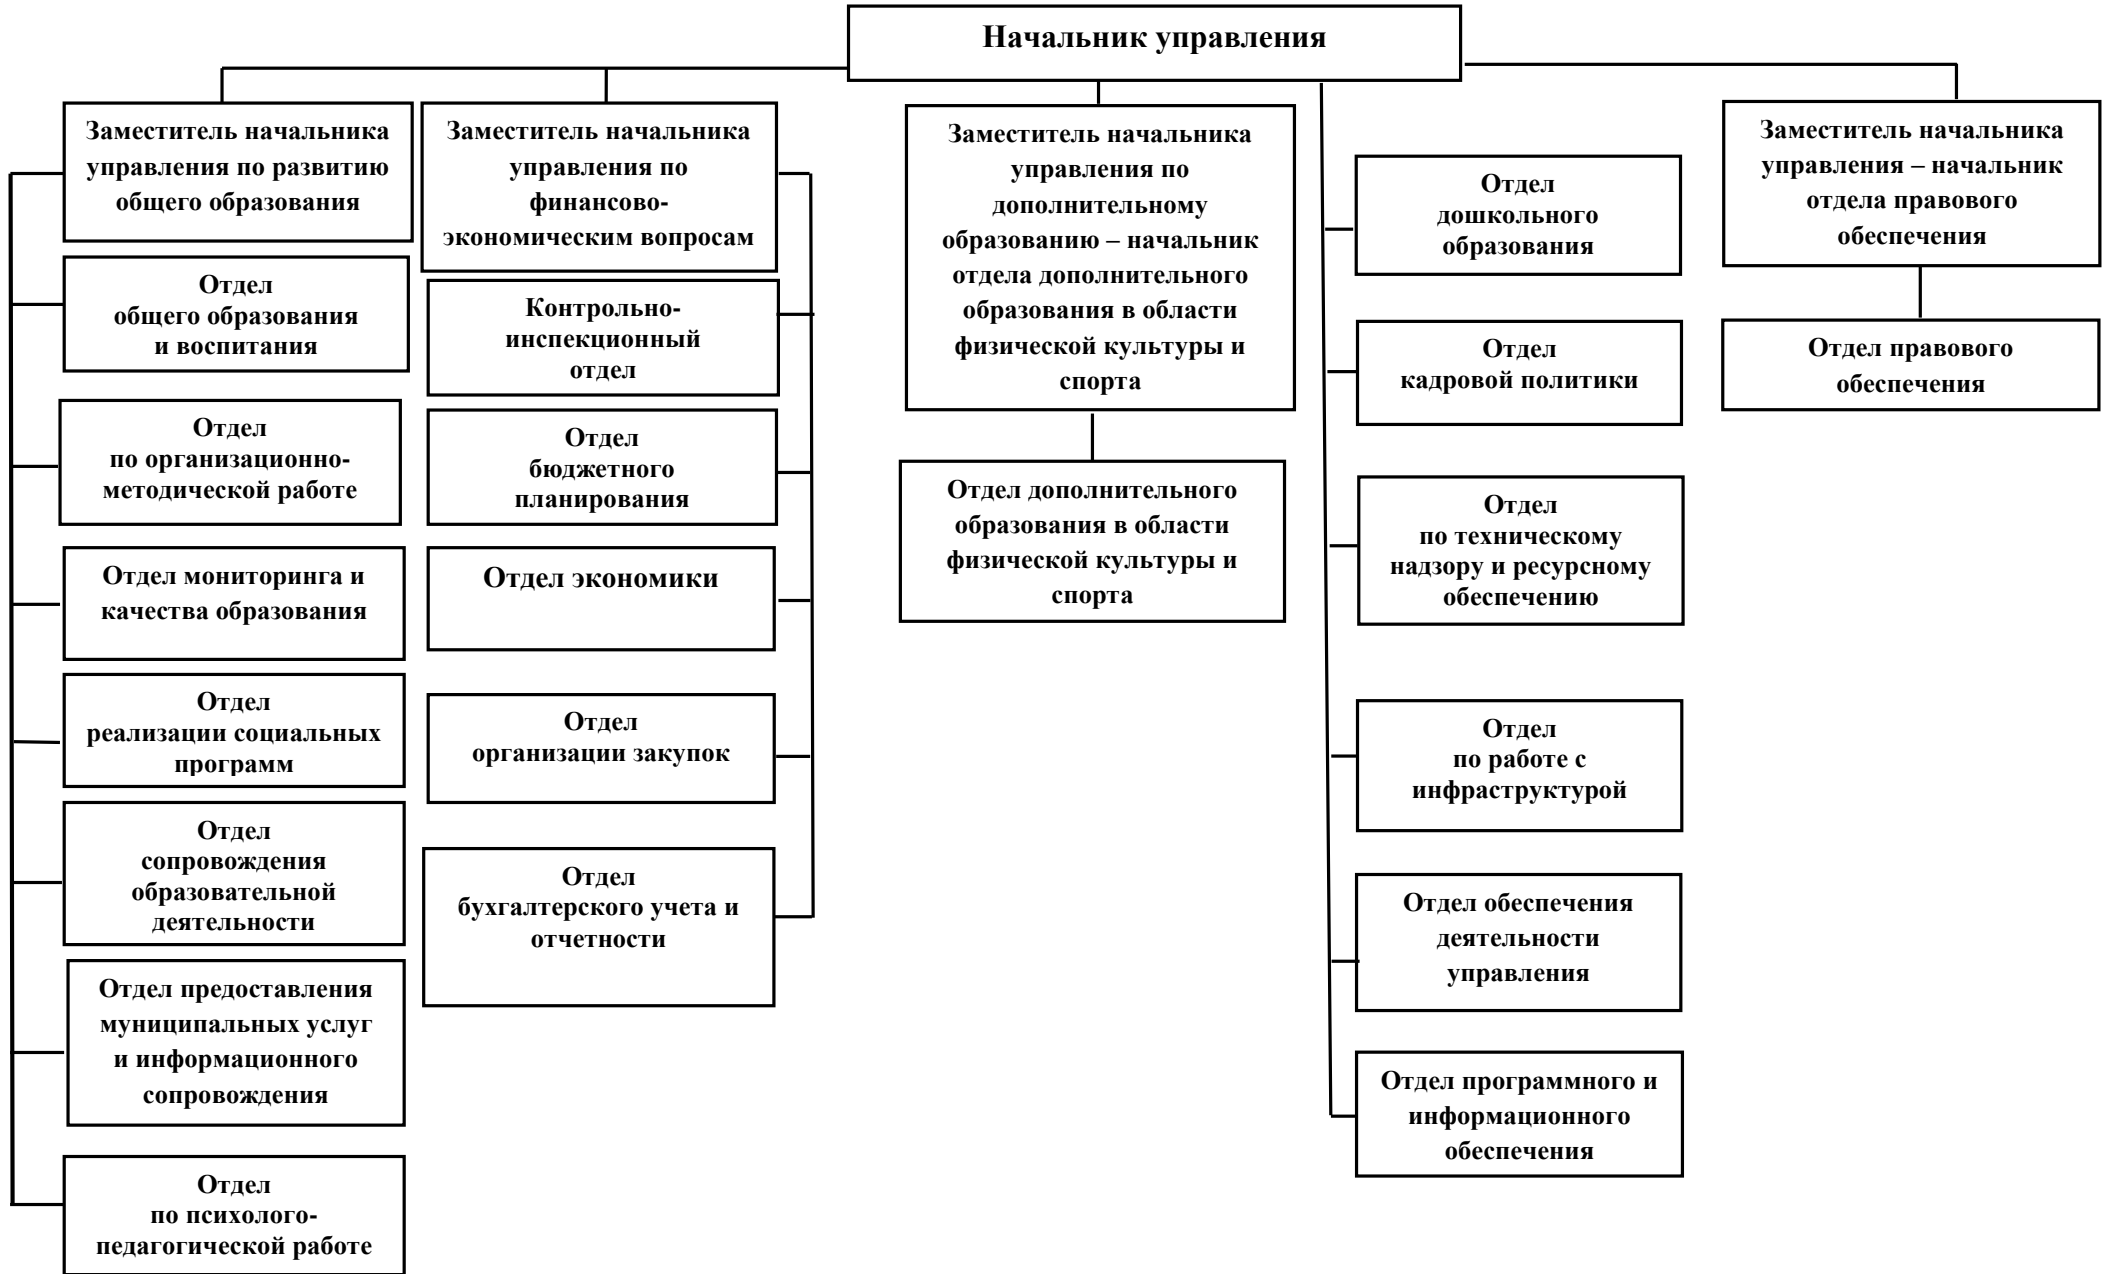 Начальник управления
Заместитель начальника
управления по развитию
общего образования
Отдел
общего образования
и воспитания
Отдел
по организационно-
методической работе
Отдел мониторинга и
качества образования
Отдел
реализации социальных
программ
Отдел
сопровождения
образовательной
деятельности
Отдел предоставления
муниципальных услуг
и информационного
сопровождения
Отдел
по психолого-
педагогической работе
Заместитель начальника
управления по
финансово-
экономическим вопросам
Контрольно-
инспекционный
отдел
Отдел
бюджетного
планирования
Отдел экономики
Отдел
организации закупок
Отдел
бухгалтерского учета и
отчетности
Заместитель начальника
управления по
дополнительному
образованию – начальник
отдела дополнительного
образования в области
физической культуры и
спорта
Отдел дополнительного
образования в области
физической культуры и
спорта
Отдел
дошкольного
образования
Отдел
кадровой политики
Отдел
по техническому
надзору и ресурсному
обеспечению
Отдел
по работе с
инфраструктурой
Отдел обеспечения
деятельности
управления
Отдел программного и
информационного
обеспечения
Заместитель начальника
управления – начальник
отдела правового
обеспечения
Отдел правового
обеспечения